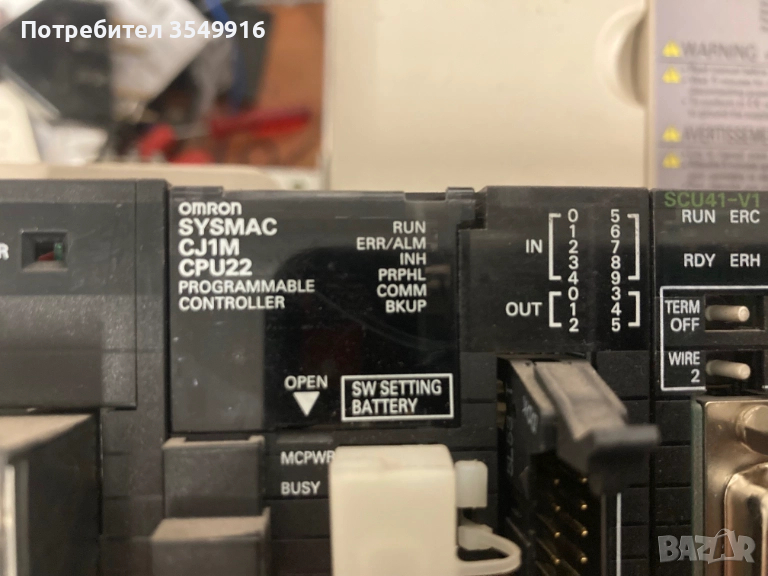 Потребител 3549916
WARNING
AVERTISSEME
omron
SYSMAC
CJ1M
CPU22
PROGRAMMABLE
CONTROLLER
RUN
ERR/ALM
INH
PRPHL
COMM
BKUP
OPEN
SW SETTING
BATTERY
MCPWR
BUSY
IN
0 5
1 6
2 7
3 8
4 9
OUT
0 3
1 4
2 5
SCU41-V1
RUN ERC
RDY ERH
TERM
OFF
WIRE
2
BAZAR